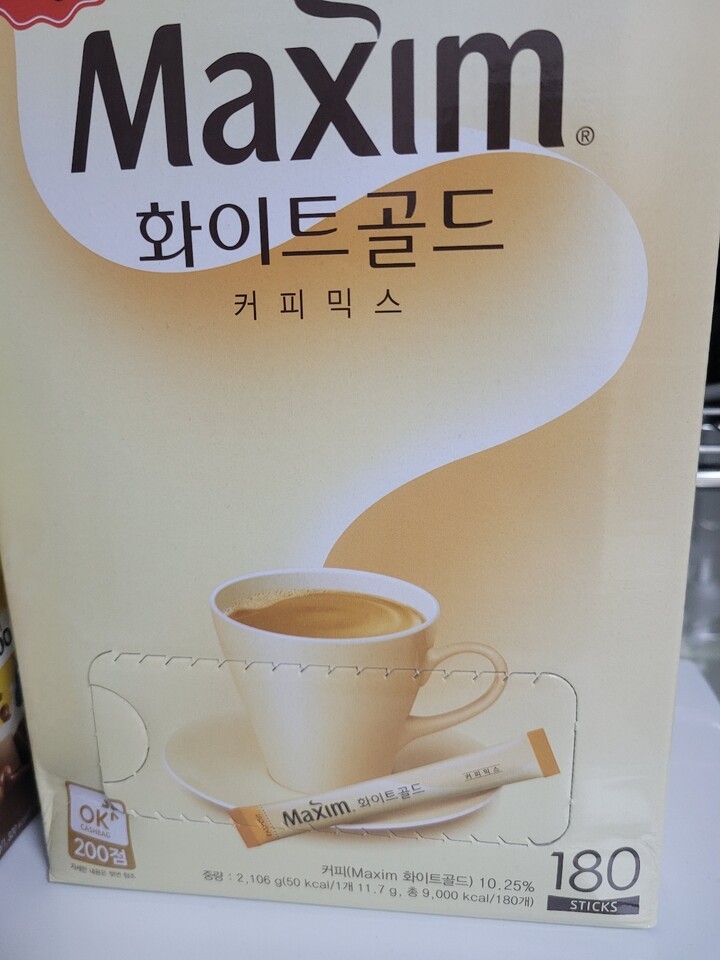 Maxim®
화이트골드
커피믹스
Maxim 화이트골드
커피믹스
OK
CASHBAG
200점
커피(Maxim 화이트골드) 10.25%
중량 : 2,106 g(50 kcal/1개 11.7 g, 총 9,000 kcal/180개)
180
STICKS